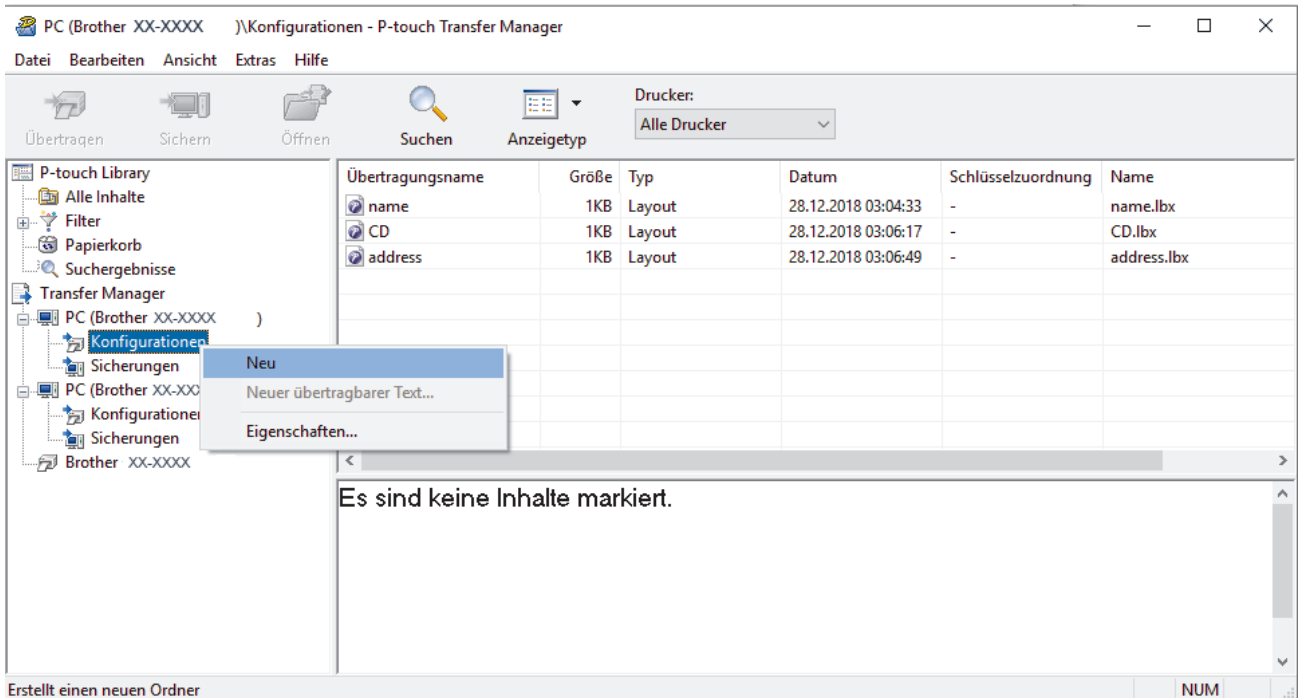 PC (Brother XX-XXXX )\Konfigurationen - P-touch Transfer Manager
Datei Bearbeiten Ansicht Extras Hilfe
Übertragen Sichern Öffnen Suchen Anzeigetyp
Drucker:
Alle Drucker
P-touch Library
Alle Inhalte
Filter
Papierkorb
Suchergebnisse
Transfer Manager
PC (Brother XX-XXXX )
Konfigurationen
Sicherungen
PC (Brother XX-XX
Konfigurationen
Sicherungen
Brother XX-XXXX
Neu
Neuer übertragbarer Text...
Eigenschaften...
Übertragungsname Größe Typ Datum Schlüsselzuordnung Name
name 1KB Layout 28.12.2018 03:04:33 - name.lbx
CD 1KB Layout 28.12.2018 03:06:17 - CD.lbx
address 1KB Layout 28.12.2018 03:06:49 - address.lbx
Es sind keine Inhalte markiert.
Erstellt einen neuen Ordner
NUM